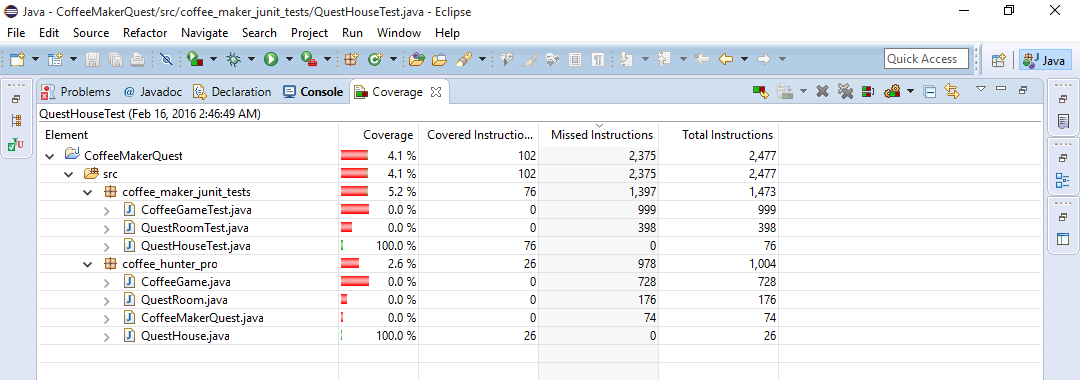 Java - CoffeeMakerQuest/src/coffee_maker_junit_tests/QuestHouseTest.java - Eclipse
File Edit Source Refactor Navigate Search Project Run Window Help
Quick Access Java
Problems @ Javadoc Declaration Console Coverage
QuestHouseTest (Feb 16, 2016 2:46:49 AM)
Element Coverage Covered Instructio... Missed Instructions Total Instructions
CoffeeMakerQuest 4.1 % 102 2,375 2,477
src 4.1 % 102 2,375 2,477
coffee_maker_junit_tests 5.2 % 76 1,397 1,473
CoffeeGameTest.java 0.0 % 0 999 999
QuestRoomTest.java 0.0 % 0 398 398
QuestHouseTest.java 100.0 % 76 0 76
coffee_hunter_pro 2.6 % 26 978 1,004
CoffeeGame.java 0.0 % 0 728 728
QuestRoom.java 0.0 % 0 176 176
CoffeeMakerQuest.java 0.0 % 0 74 74
QuestHouse.java 100.0 % 26 0 26